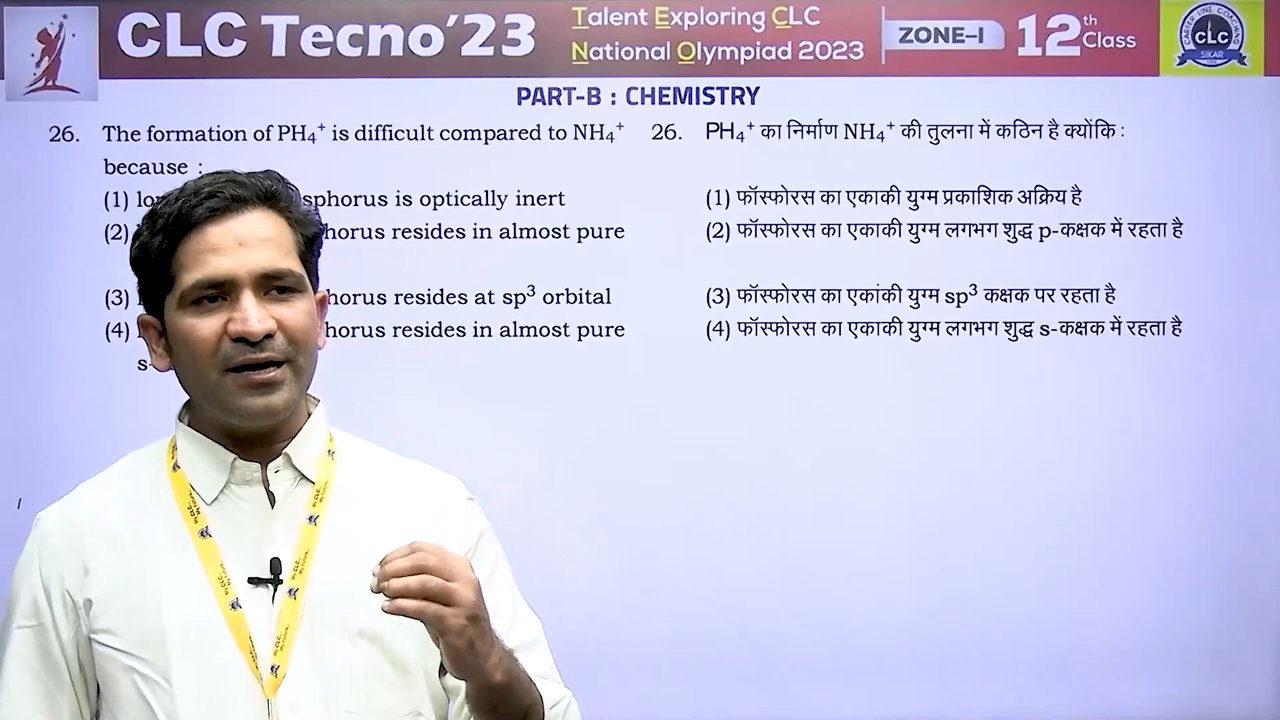 CLC Tecno'23
Talent Exploring CLC
National Olympiad 2023
ZONE–I
12th Class
CLC
SIKAR
PART-B : CHEMISTRY
26. The formation of PH₄⁺ is difficult compared to NH₄⁺
because :
(1) sphorus is optically inert
(2) horus resides in almost pure
(3) horus resides at sp³ orbital
(4) horus resides in almost pure
s-
26. PH₄⁺ का निर्माण NH₄⁺ की तुलना में कठिन है क्योंकि :
(1) फॉस्फोरस का एकाकी युग्म प्रकाशिक अक्रिय है
(2) फॉस्फोरस का एकाकी युग्म लगभग शुद्ध p-कक्षक में रहता है
(3) फॉस्फोरस का एकांकी युग्म sp³ कक्षक पर रहता है
(4) फॉस्फोरस का एकाकी युग्म लगभग शुद्ध s-कक्षक में रहता है